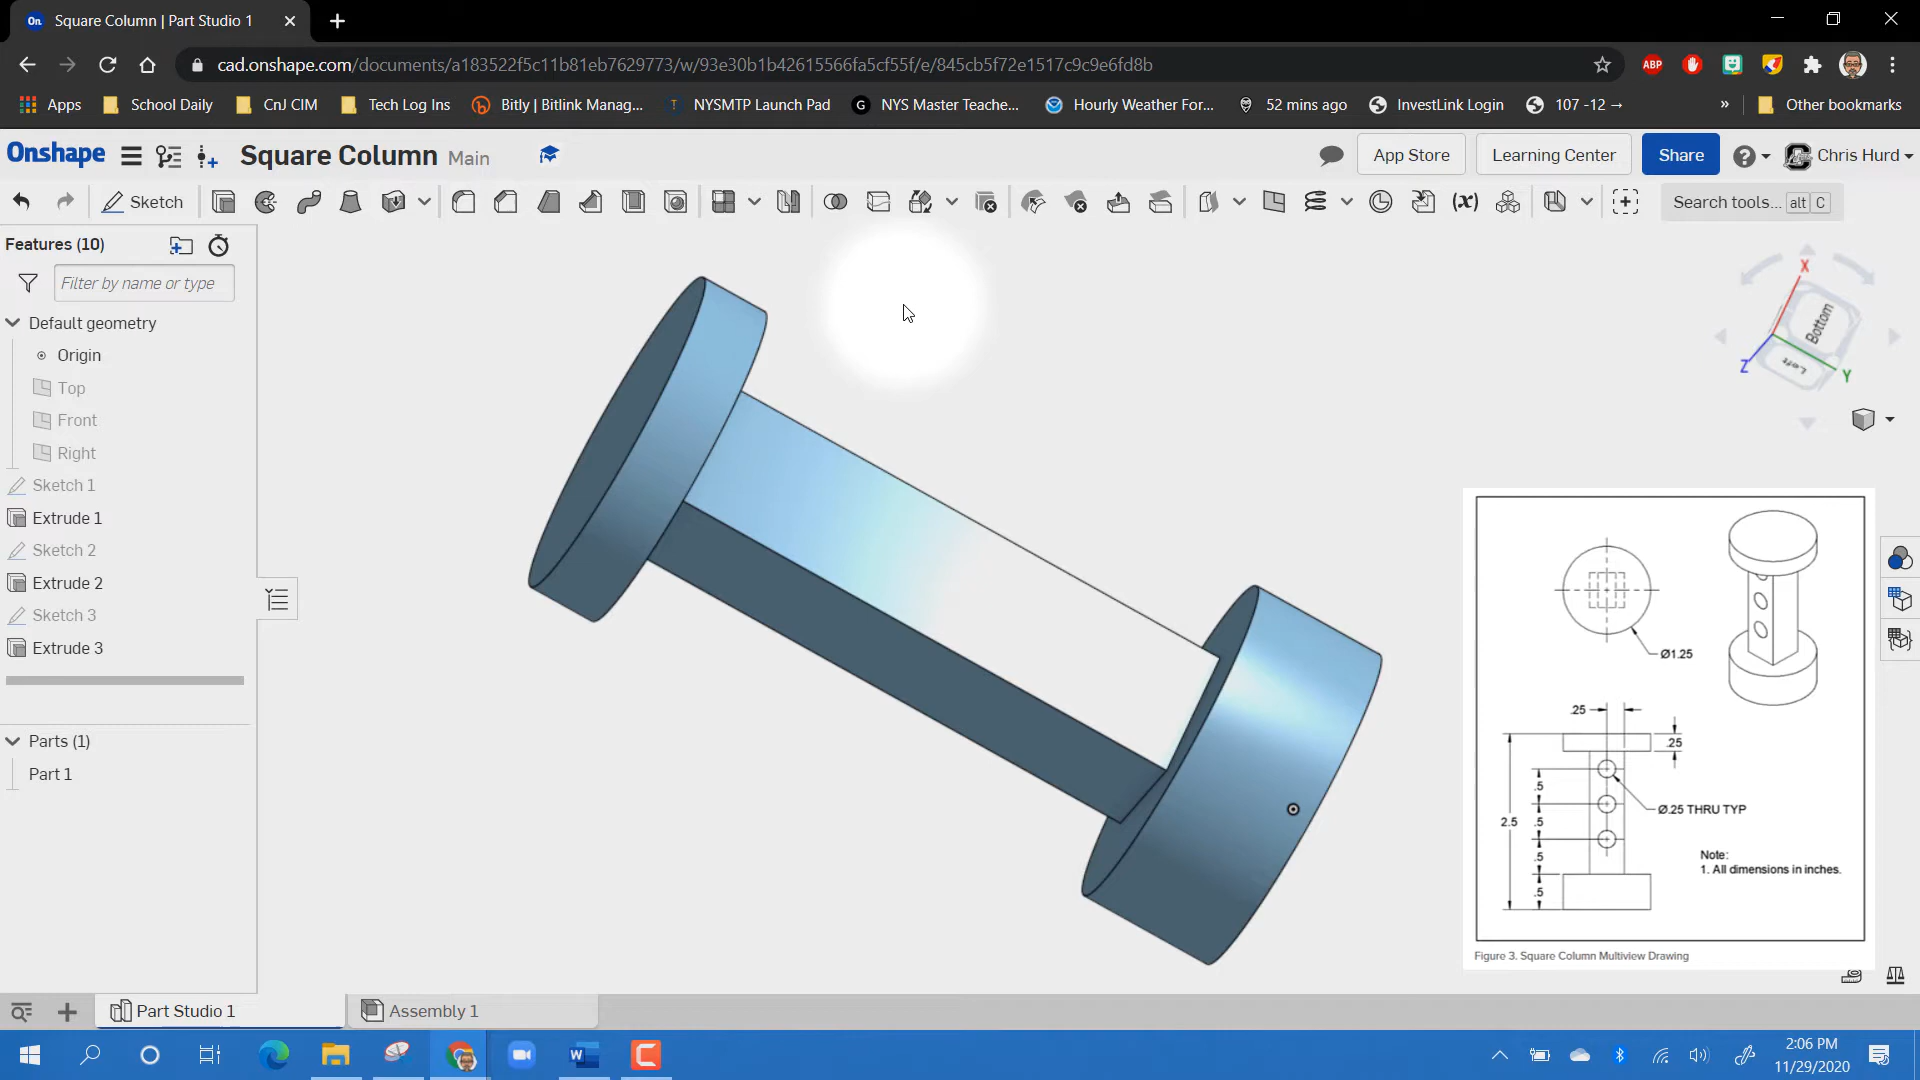 Square Column | Part Studio 1
cad.onshape.com/documents/a183522f5c11b81eb7629773/w/93e30b1b42615566fa5cf55f/e/845cb5f72e1517c9c9e6fd8b
ABP
Apps School Daily CnJ CIM Tech Log Ins Bitly | Bitlink Manag... NYSMTP Launch Pad NYS Master Teache... Hourly Weather For... 52 mins ago InvestLink Login 107 -12 → » Other bookmarks
Onshape Square Column Main App Store Learning Center Share Chris Hurd
Sketch Search tools... alt C
Features (10)
Filter by name or type
Default geometry
Origin
Top
Front
Right
Sketch 1
Extrude 1
Sketch 2
Extrude 2
Sketch 3
Extrude 3
Parts (1)
Part 1
X
Bottom
Left
Z
Y
Ø1.25
.25
.25
.5
Ø.25 THRU TYP
2.5
.5
.5
.5
Note:
1. All dimensions in inches.
Figure 3. Square Column Multiview Drawing
Part Studio 1
Assembly 1
2:06 PM
11/29/2020